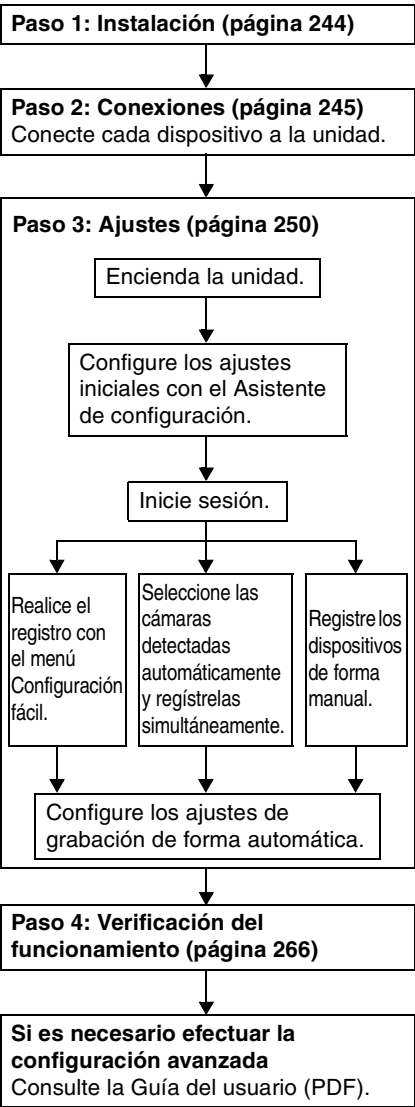 Paso 1: Instalación (página 244)
Paso 2: Conexiones (página 245)
Conecte cada dispositivo a la unidad.
Paso 3: Ajustes (página 250)
Encienda la unidad.
Configure los ajustes
iniciales con el Asistente
de configuración.
Inicie sesión.
Realice el
registro con
el menú
Configuración
fácil.
Seleccione las
cámaras
detectadas
automáticamente
y regístrelas
simultáneamente.
Registre los
dispositivos
de forma
manual.
Configure los ajustes de
grabación de forma automática.
Paso 4: Verificación del
funcionamiento (página 266)
Si es necesario efectuar la
configuración avanzada
Consulte la Guía del usuario (PDF).